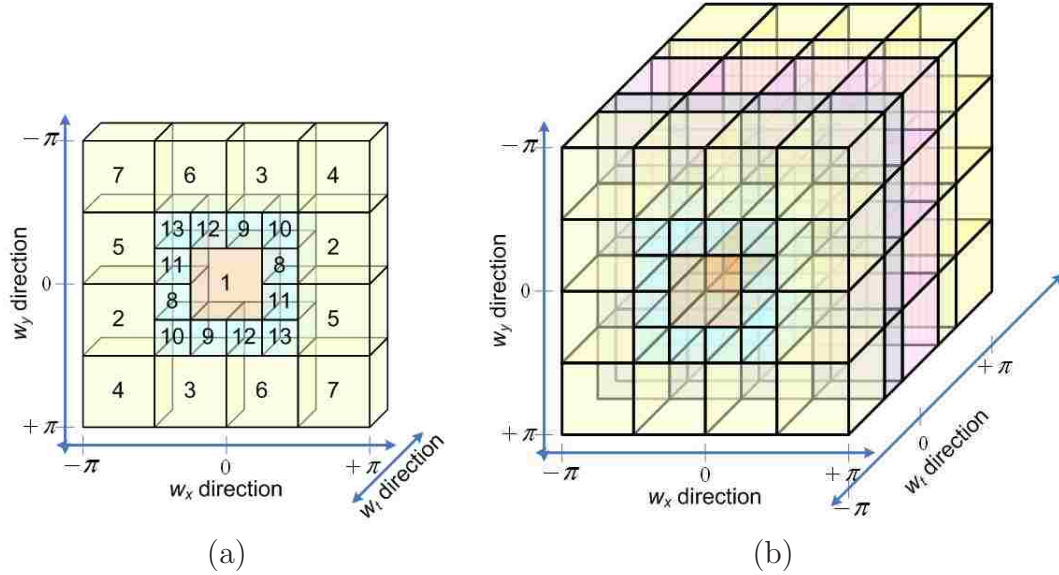 − π
7 6 3 4
13 12 9 10
5 2
11 8
0 1
8 11
2 5
10 9 12 13
4 3 6 7
+ π
− π 0 + π
w_x direction
w_y direction
w_t direction
(a)
− π
0
+ π
− π 0 + π
w_x direction
w_y direction
− π
0
+ π
w_t direction
(b)